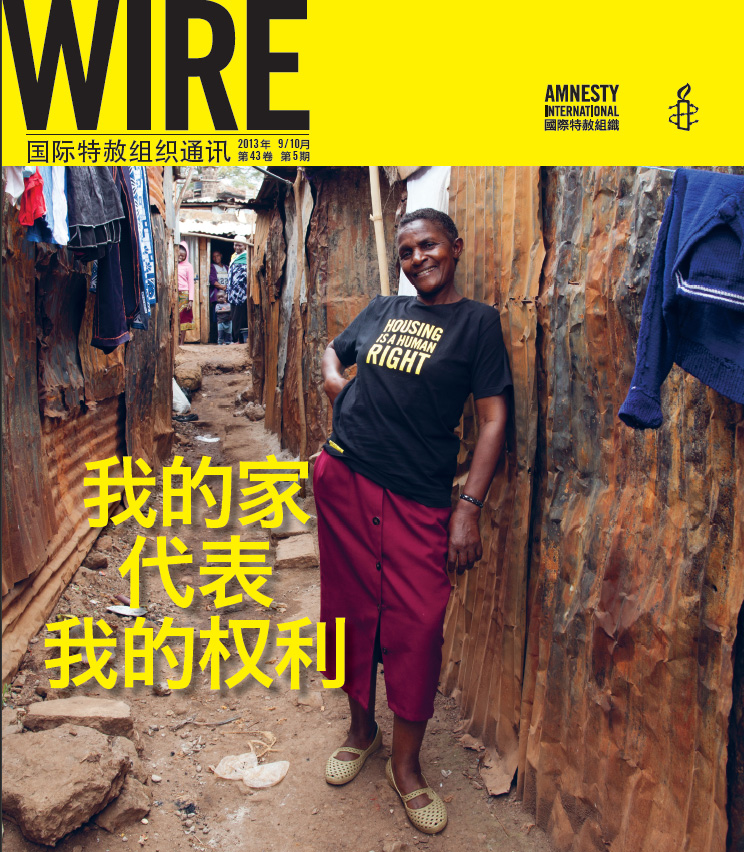 WIRE
国际特赦组织通讯
2013年 9/10月
第43卷 第5期
AMNESTY
INTERNATIONAL
國際特赦組織
HOUSING
IS A HUMAN
RIGHT
我的家
代表
我的权利